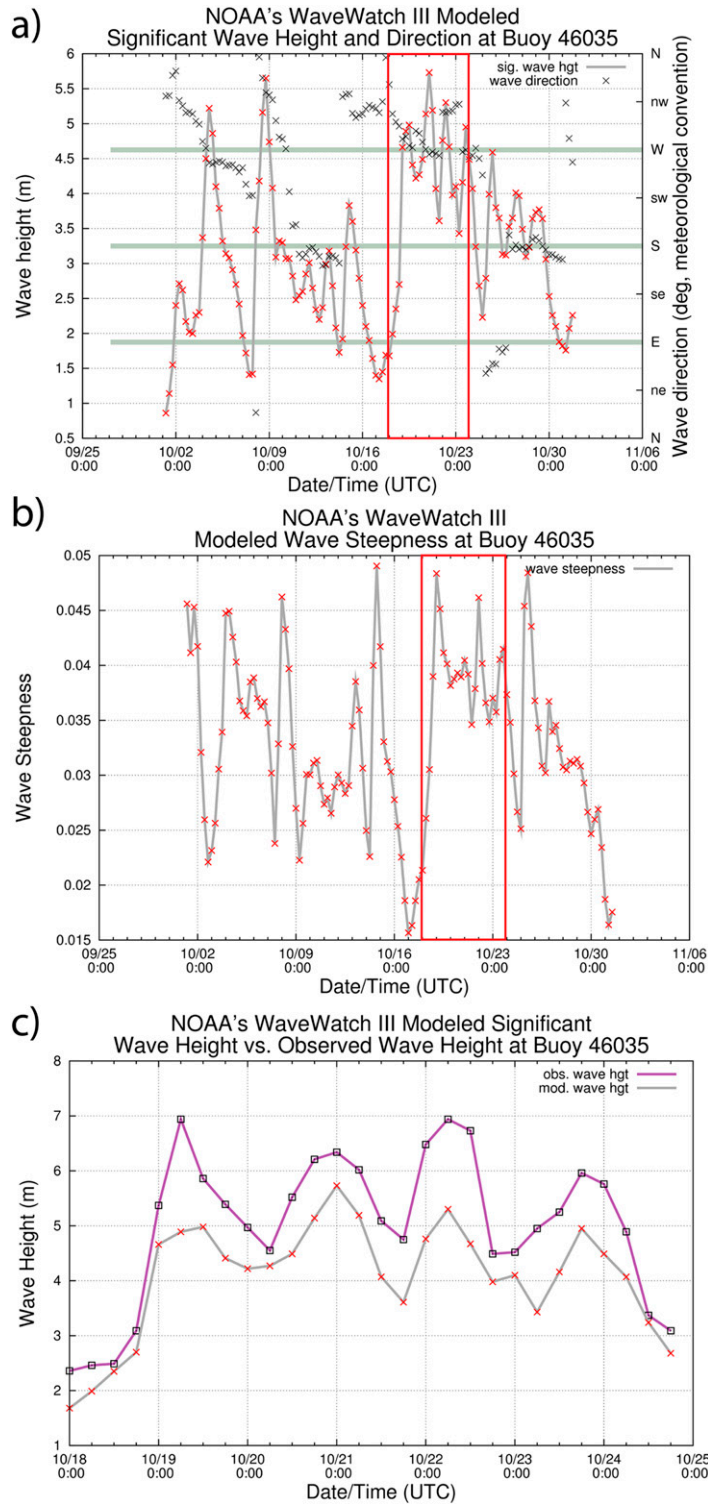 a)
NOAA's WaveWatch III Modeled
Significant Wave Height and Direction at Buoy 46035
sig. wave hgt
wave direction
Wave height (m)
6
5.5
5
4.5
4
3.5
3
2.5
2
1.5
1
0.5
N
nw
W
sw
S
se
E
ne
N
Wave direction (deg, meteorological convention)
09/25 10/02 10/09 10/16 10/23 10/30 11/06
0:00 0:00 0:00 0:00 0:00 0:00 0:00
Date/Time (UTC)
b)
NOAA's WaveWatch III
Modeled Wave Steepness at Buoy 46035
wave steepness
Wave Steepness
0.05
0.045
0.04
0.035
0.03
0.025
0.02
0.015
09/25 10/02 10/09 10/16 10/23 10/30 11/06
0:00 0:00 0:00 0:00 0:00 0:00 0:00
Date/Time (UTC)
c)
NOAA's WaveWatch III Modeled Significant
Wave Height vs. Observed Wave Height at Buoy 46035
obs. wave hgt
mod. wave hgt
Wave Height (m)
8
7
6
5
4
3
2
1
10/18 10/19 10/20 10/21 10/22 10/23 10/24 10/25
0:00 0:00 0:00 0:00 0:00 0:00 0:00 0:00
Date/Time (UTC)